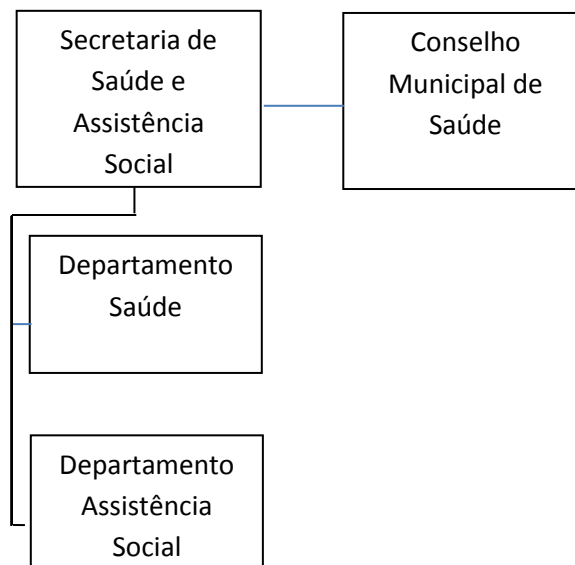 Secretaria de
Saúde e
Assistência
Social
Conselho
Municipal de
Saúde
Departamento
Saúde
Departamento
Assistência
Social